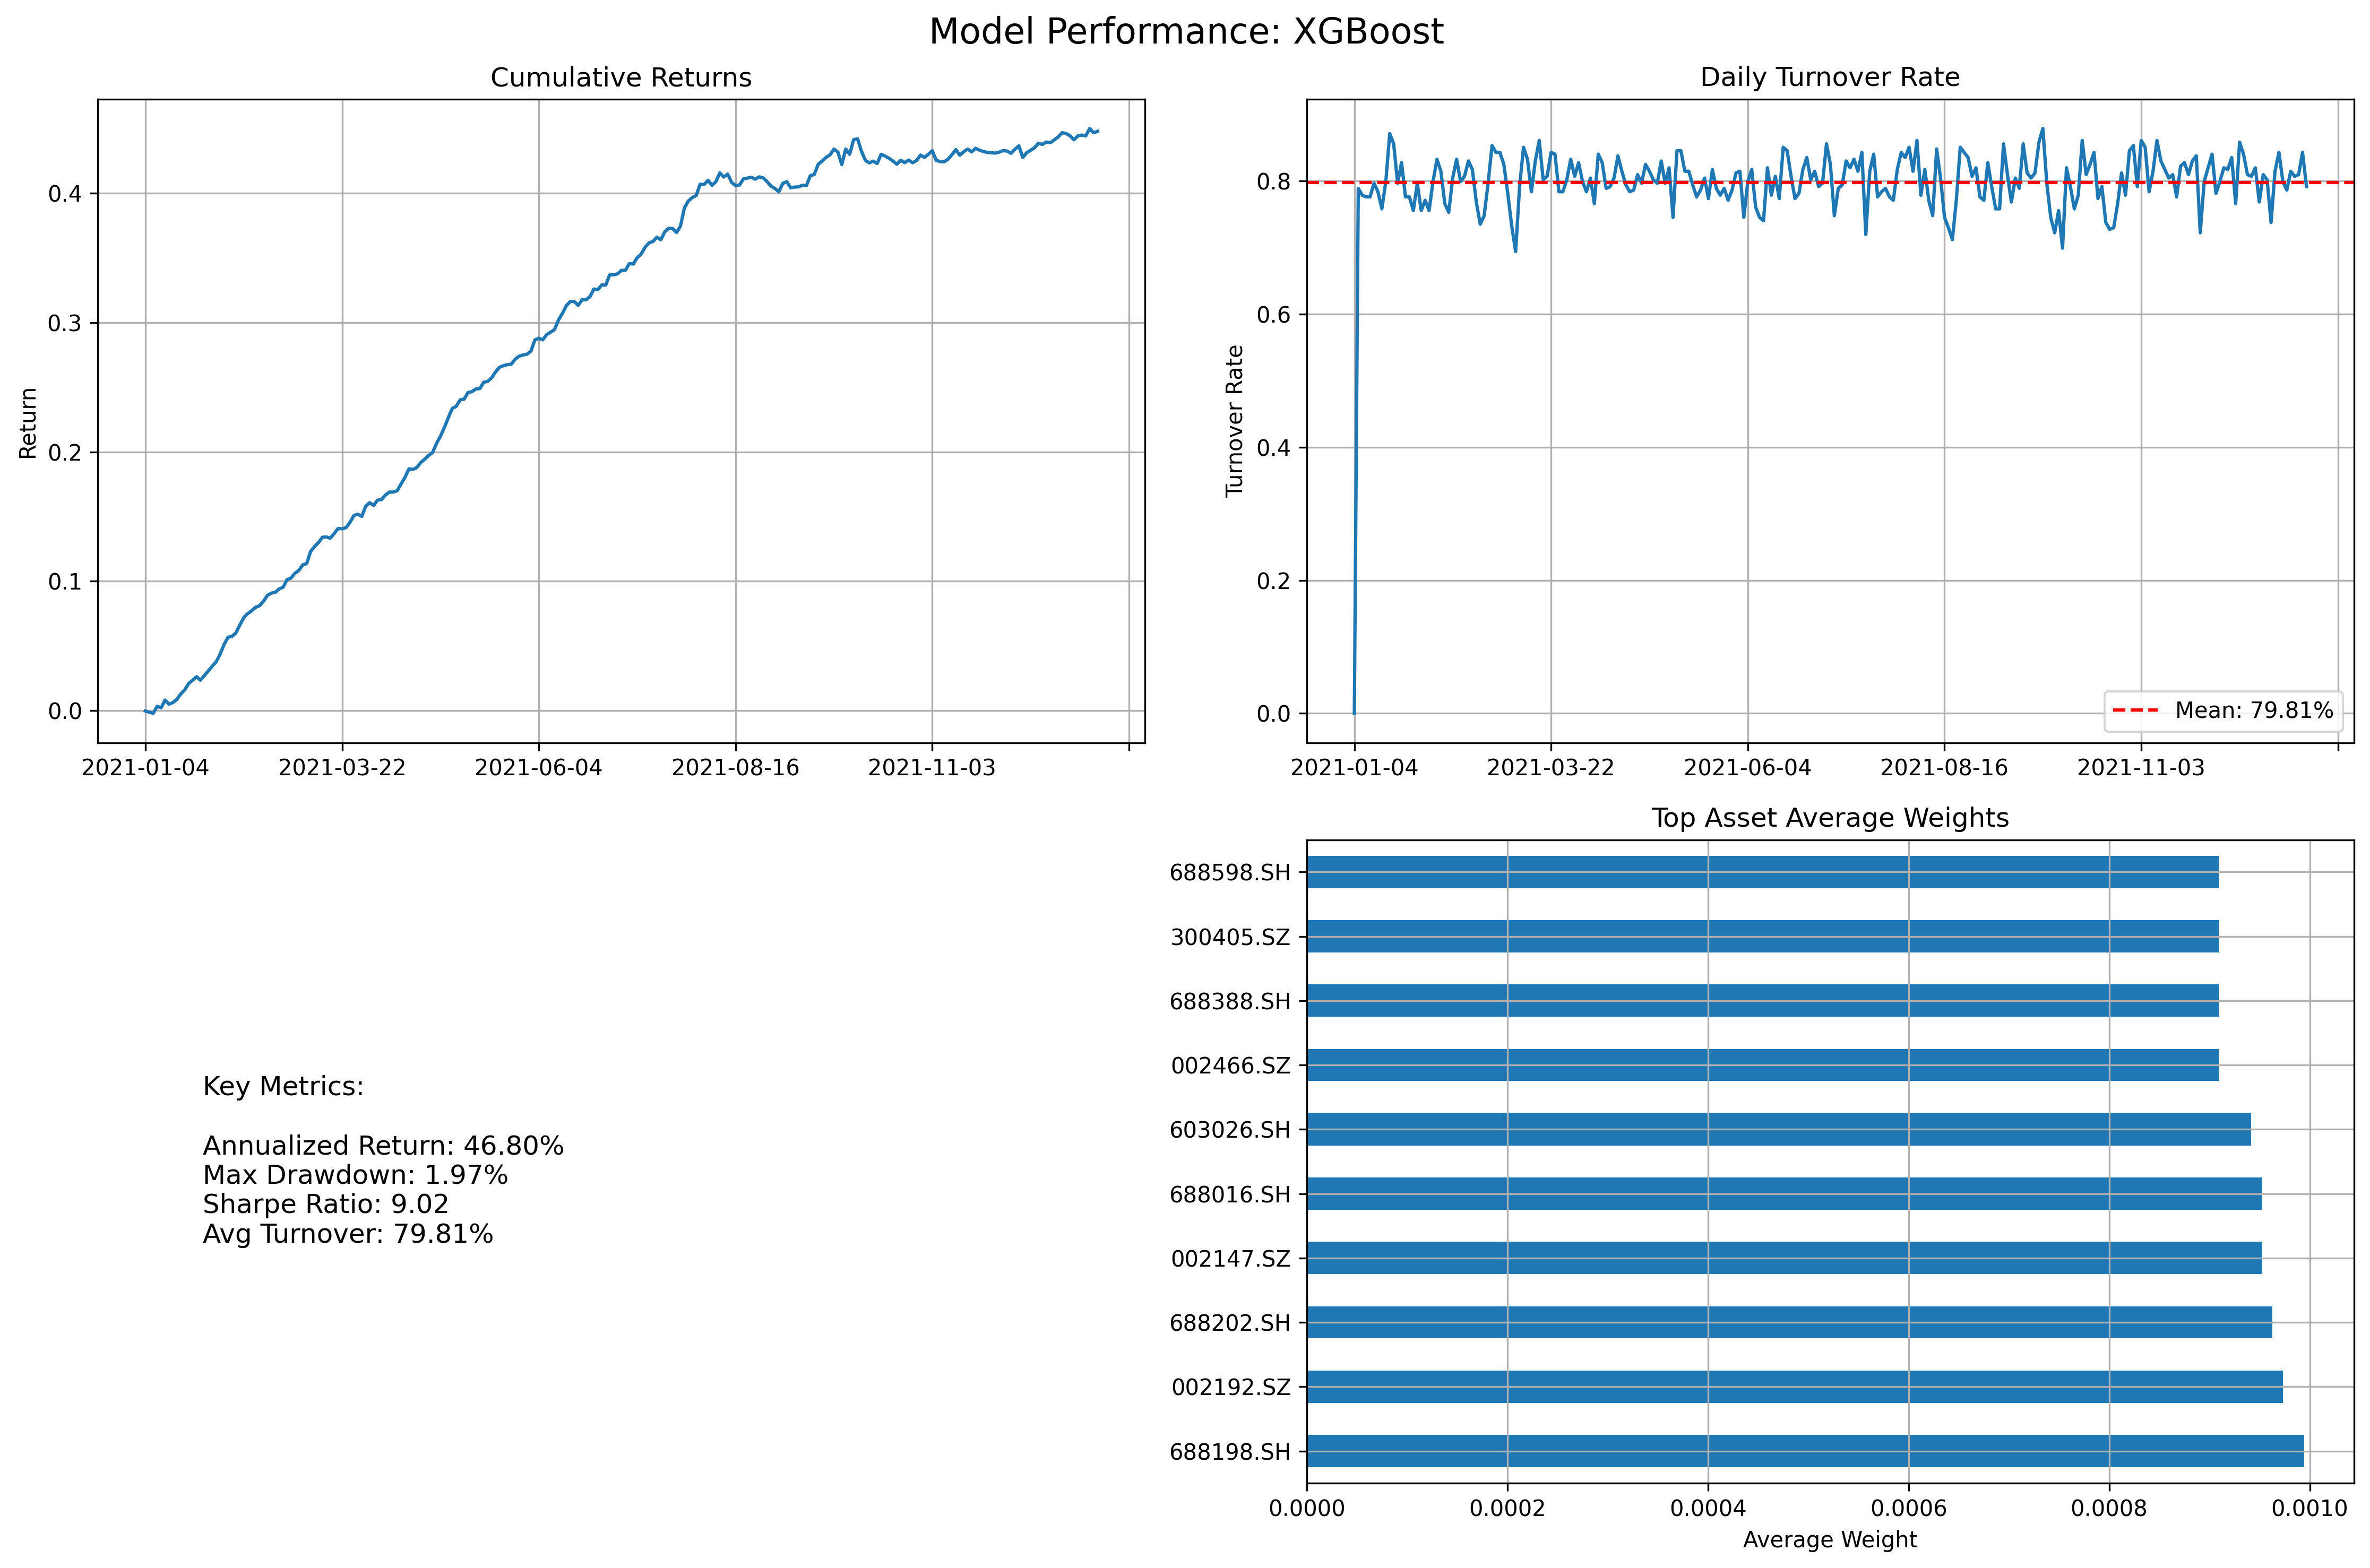 Model Performance: XGBoost
Cumulative Returns
Return
0.4
0.3
0.2
0.1
0.0
2021-01-04
2021-03-22
2021-06-04
2021-08-16
2021-11-03
Daily Turnover Rate
Turnover Rate
0.8
0.6
0.4
0.2
0.0
Mean: 79.81%
2021-01-04
2021-03-22
2021-06-04
2021-08-16
2021-11-03
Key Metrics:
Annualized Return: 46.80%
Max Drawdown: 1.97%
Sharpe Ratio: 9.02
Avg Turnover: 79.81%
Top Asset Average Weights
688598.SH
300405.SZ
688388.SH
002466.SZ
603026.SH
688016.SH
002147.SZ
688202.SH
002192.SZ
688198.SH
0.0000
0.0002
0.0004
0.0006
0.0008
0.0010
Average Weight